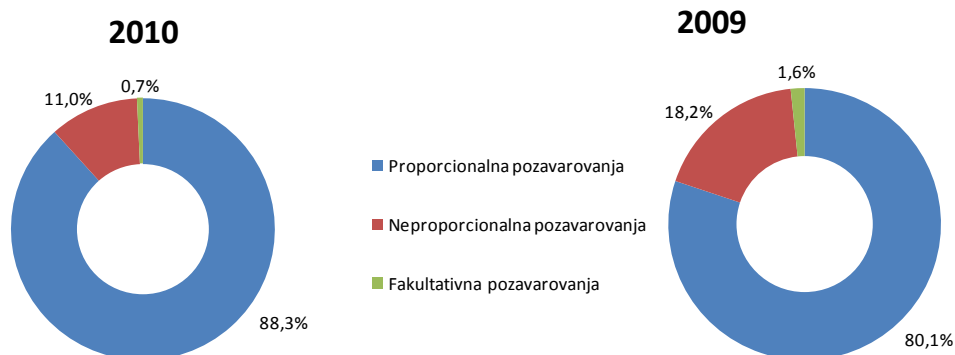 2010
0,7%
11,0%
88,3%
Proporcionalna pozavarovanja
Neproporcionalna pozavarovanja
Fakultativna pozavarovanja
2009
1,6%
18,2%
80,1%